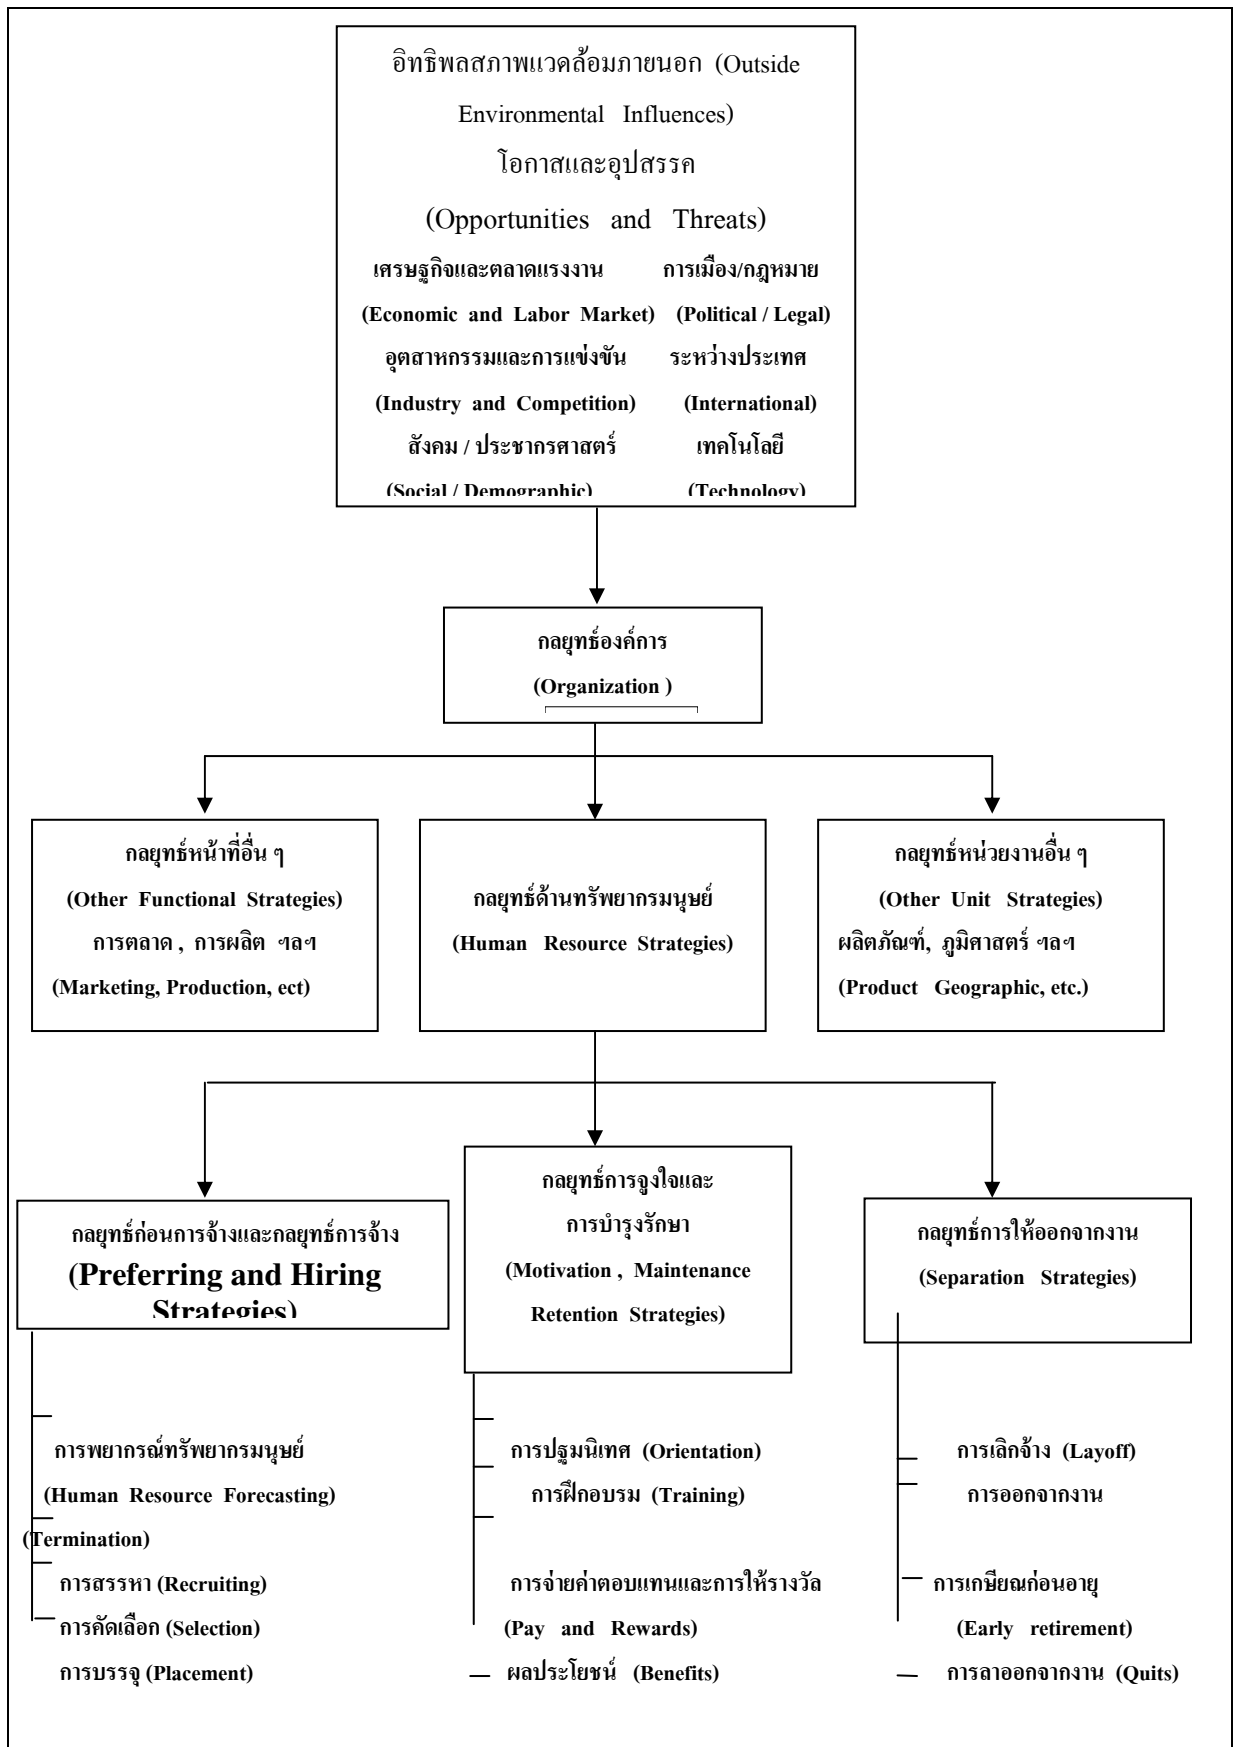 อิทธิพลสภาพแวดล้อมภายนอก (Outside
Environmental Influences)
โอกาสและอุปสรรค
(Opportunities and Threats)
เศรษฐกิจและตลาดแรงงาน การเมือง/กฎหมาย
(Economic and Labor Market) (Political / Legal)
อุตสาหกรรมและการแข่งขัน ระหว่างประเทศ
(Industry and Competition) (International)
สังคม / ประชากรศาสตร์ เทคโนโลยี
(Social / Demographic) (Technology)
กลยุทธ์องค์การ
(Organization )
กลยุทธ์หน้าที่อื่น ๆ
(Other Functional Strategies)
การตลาด , การผลิต ฯลฯ
(Marketing, Production, ect)
กลยุทธ์ด้านทรัพยากรมนุษย์
(Human Resource Strategies)
กลยุทธ์หน่วยงานอื่น ๆ
(Other Unit Strategies)
ผลิตภัณฑ์, ภูมิศาสตร์ ฯลฯ
(Product Geographic, etc.)
กลยุทธ์ก่อนการจ้างและกลยุทธ์การจ้าง
(Preferring and Hiring
Strategies)
กลยุทธ์การจูงใจและ
การบำรุงรักษา
(Motivation , Maintenance
Retention Strategies)
กลยุทธ์การให้ออกจากงาน
(Separation Strategies)
การพยากรณ์ทรัพยากรมนุษย์ การปฐมนิเทศ (Orientation) การเลิกจ้าง (Layoff)
(Human Resource Forecasting) การฝึกอบรม (Training) การออกจากงาน
(Termination)
การสรรหา (Recruiting) การจ่ายค่าตอบแทนและการให้รางวัล การเกษียณก่อนอายุ
การคัดเลือก (Selection) (Pay and Rewards) (Early retirement)
การบรรจุ (Placement) ผลประโยชน์ (Benefits) การลาออกจากงาน (Quits)